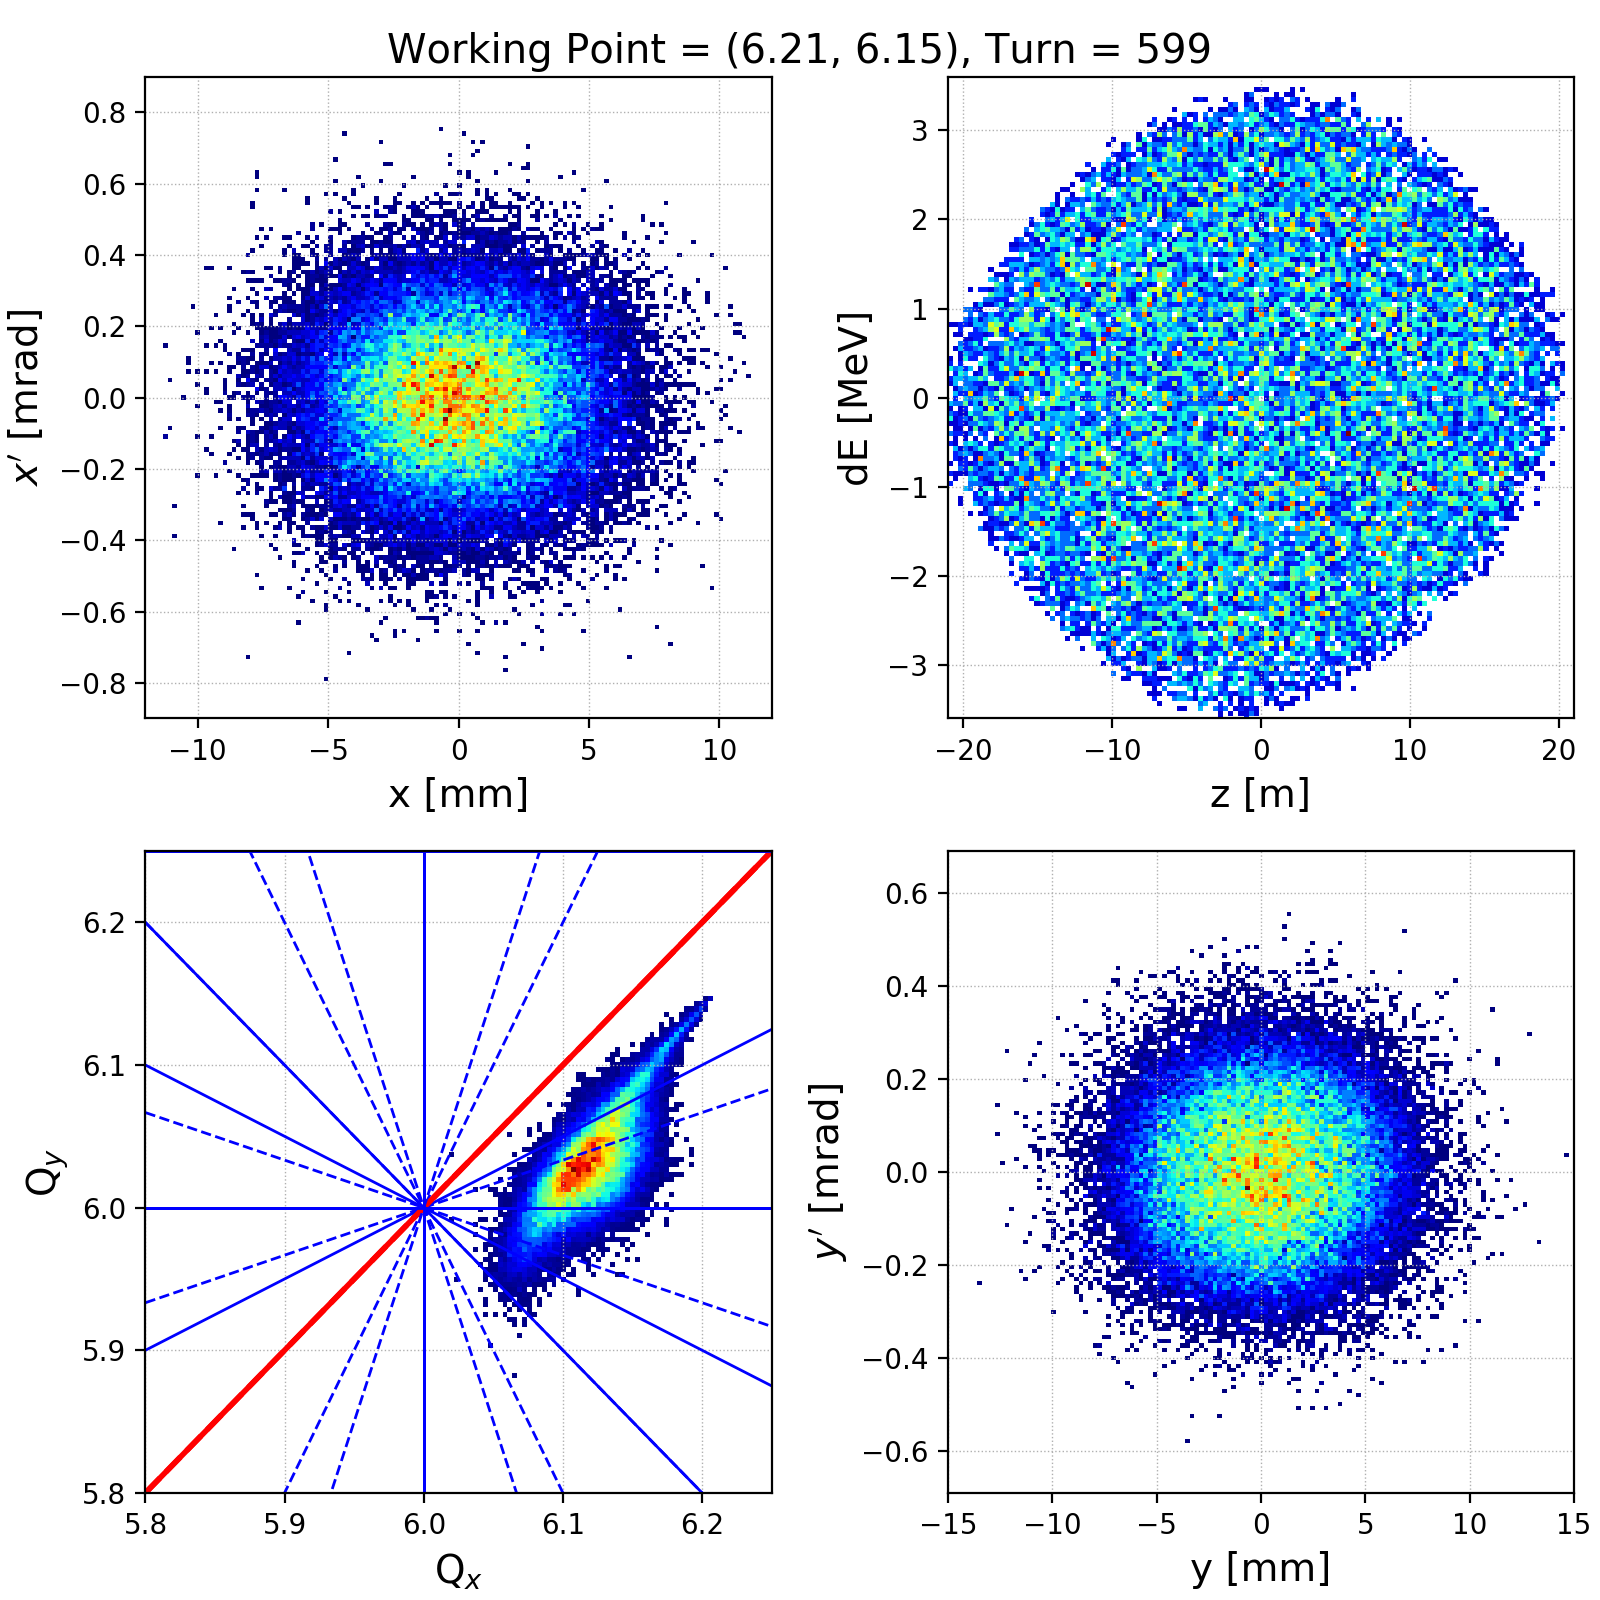 Working Point = (6.21, 6.15), Turn = 599
0.8
0.6
0.4
0.2
0.0
−0.2
−0.4
−0.6
−0.8
x′ [mrad]
−10 −5 0 5 10
x [mm]
3
2
1
0
−1
−2
−3
dE [MeV]
−20 −10 0 10 20
z [m]
6.2
6.1
6.0
5.9
5.8
Qy
5.8 5.9 6.0 6.1 6.2
Qx
0.6
0.4
0.2
0.0
−0.2
−0.4
−0.6
y′ [mrad]
−15 −10 −5 0 5 10 15
y [mm]